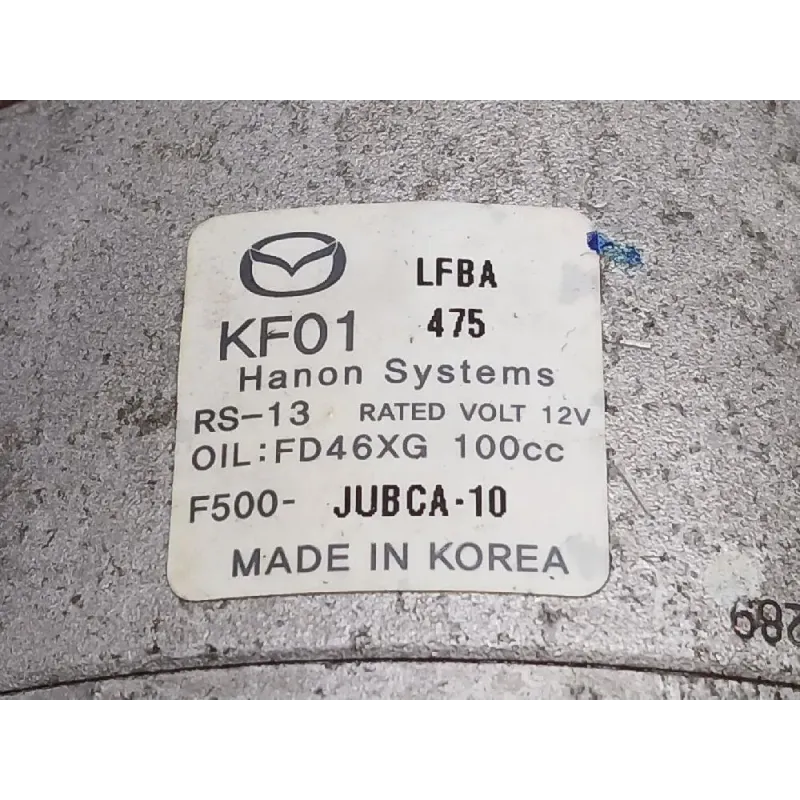 LFBA
KF01 475
Hanon Systems
RS-13 RATED VOLT 12V
OIL:FD46XG 100cc
F500- JUBCA-10
MADE IN KOREA